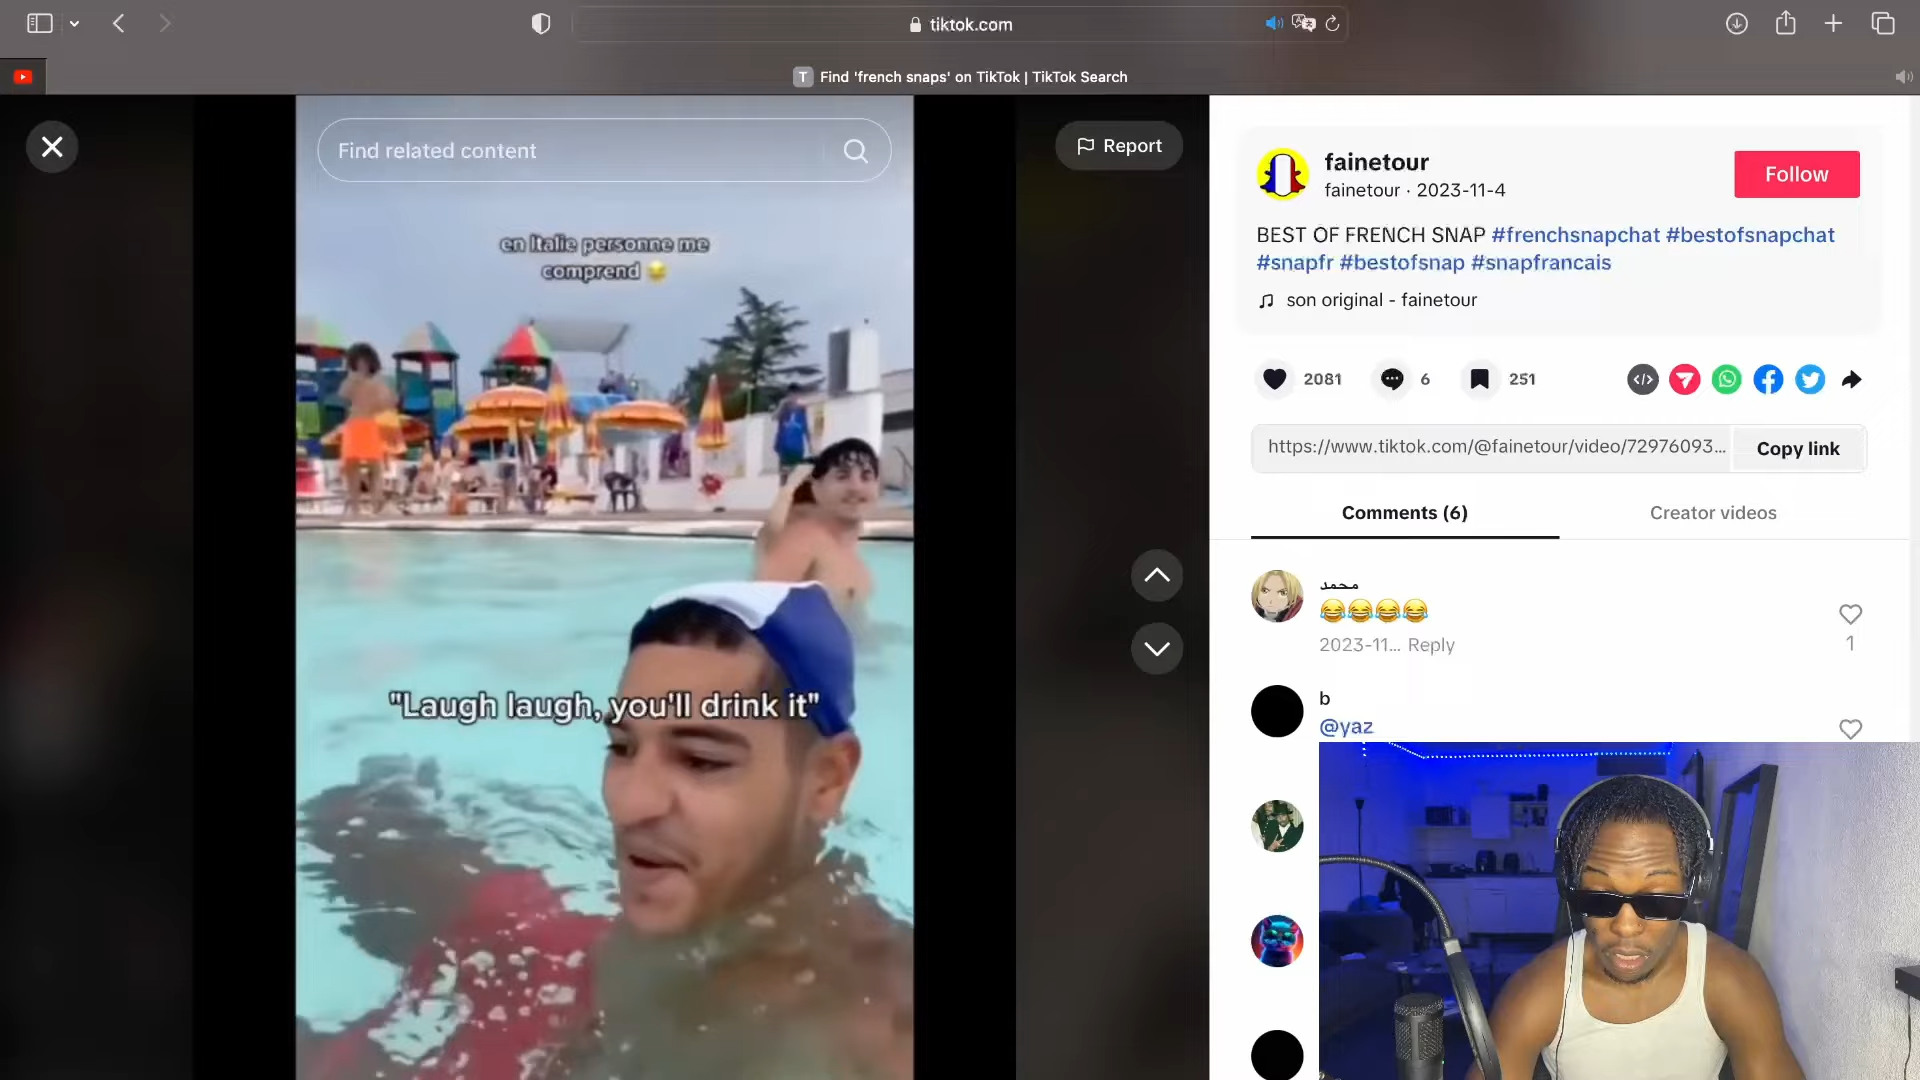 tiktok.com
T Find 'french snaps' on TikTok | TikTok Search
Find related content
Report
en Italie personne me
comprend 😂
"Laugh laugh, you'll drink it"
fainetour
fainetour · 2023-11-4
Follow
BEST OF FRENCH SNAP #frenchsnapchat #bestofsnapchat
#snapfr #bestofsnap #snapfrancais
son original - fainetour
2081
6
251
https://www.tiktok.com/@fainetour/video/72976093...
Copy link
Comments (6)
Creator videos
محمد
😂😂😂😂
2023-11... Reply
1
b
@yaz